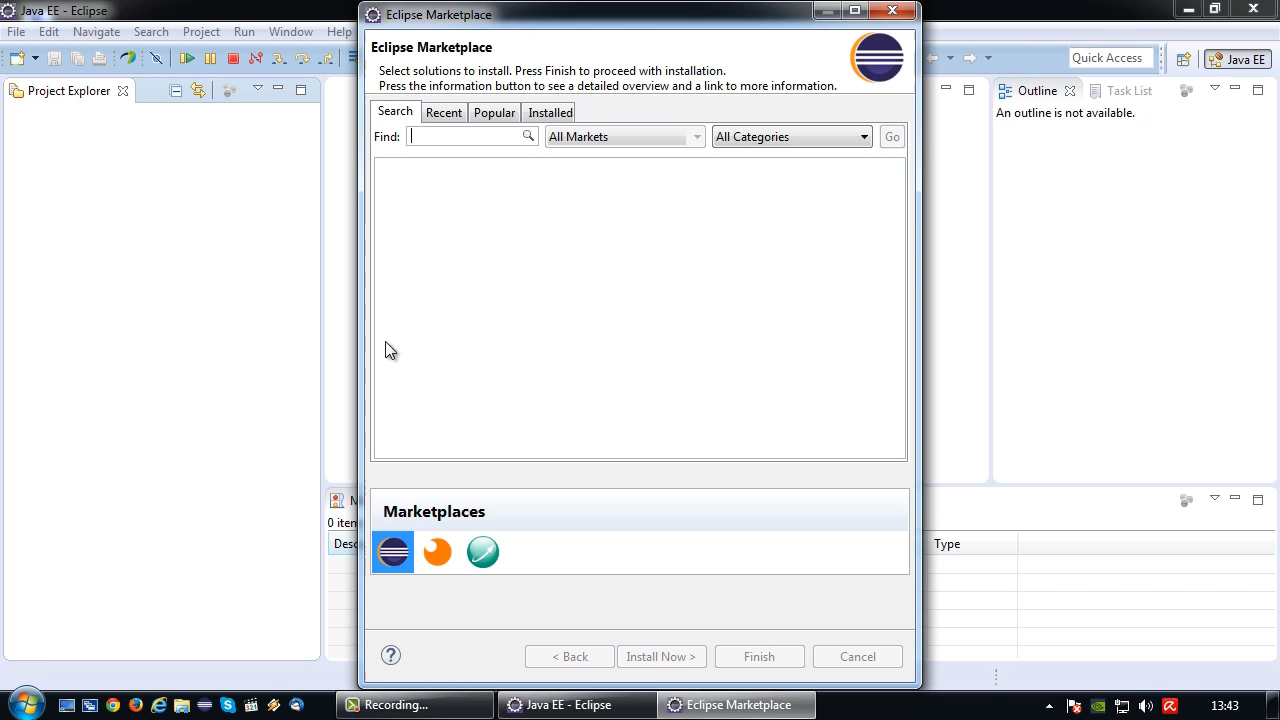 Java EE - Eclipse
File Edit Navigate Search Project Run Window Help
Quick Access
Java EE
Project Explorer
Outline
Task List
An outline is not available.
Eclipse Marketplace
Eclipse Marketplace
Select solutions to install. Press Finish to proceed with installation.
Press the information button to see a detailed overview and a link to more information.
Search Recent Popular Installed
Find: All Markets All Categories Go
Marketplaces
0 item
Desc
Type
< Back Install Now > Finish Cancel
Recording... Java EE - Eclipse Eclipse Marketplace
13:43